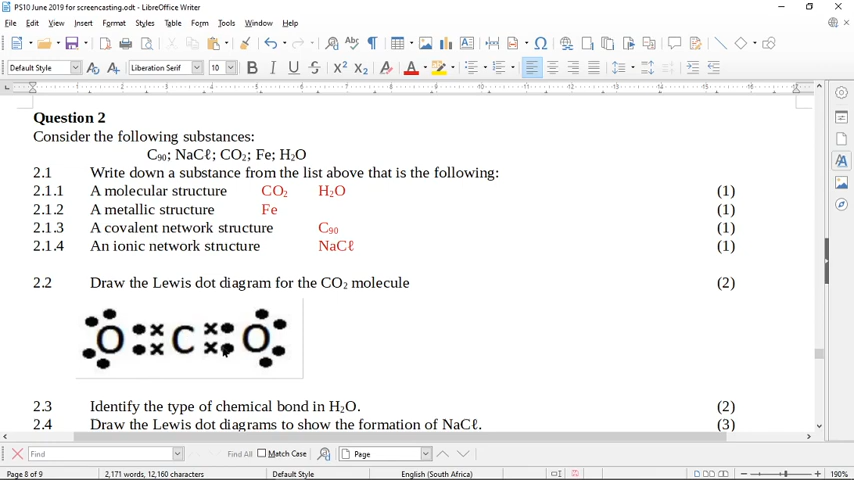 PS10 June 2019 for screencasting.odt - LibreOffice Writer
File Edit View Insert Format Styles Table Form Tools Window Help
Default Style Liberation Serif 10
Question 2
Consider the following substances:
C₉₀; NaCℓ; CO₂; Fe; H₂O
2.1 Write down a substance from the list above that is the following:
2.1.1 A molecular structure CO₂ H₂O (1)
2.1.2 A metallic structure Fe (1)
2.1.3 A covalent network structure C₉₀ (1)
2.1.4 An ionic network structure NaCℓ (1)
2.2 Draw the Lewis dot diagram for the CO₂ molecule (2)
O C O
2.3 Identify the type of chemical bond in H₂O. (2)
2.4 Draw the Lewis dot diagrams to show the formation of NaCℓ. (3)
Find Find All Match Case Page
Page 8 of 9 2,171 words, 12,160 characters Default Style English (South Africa) 190%